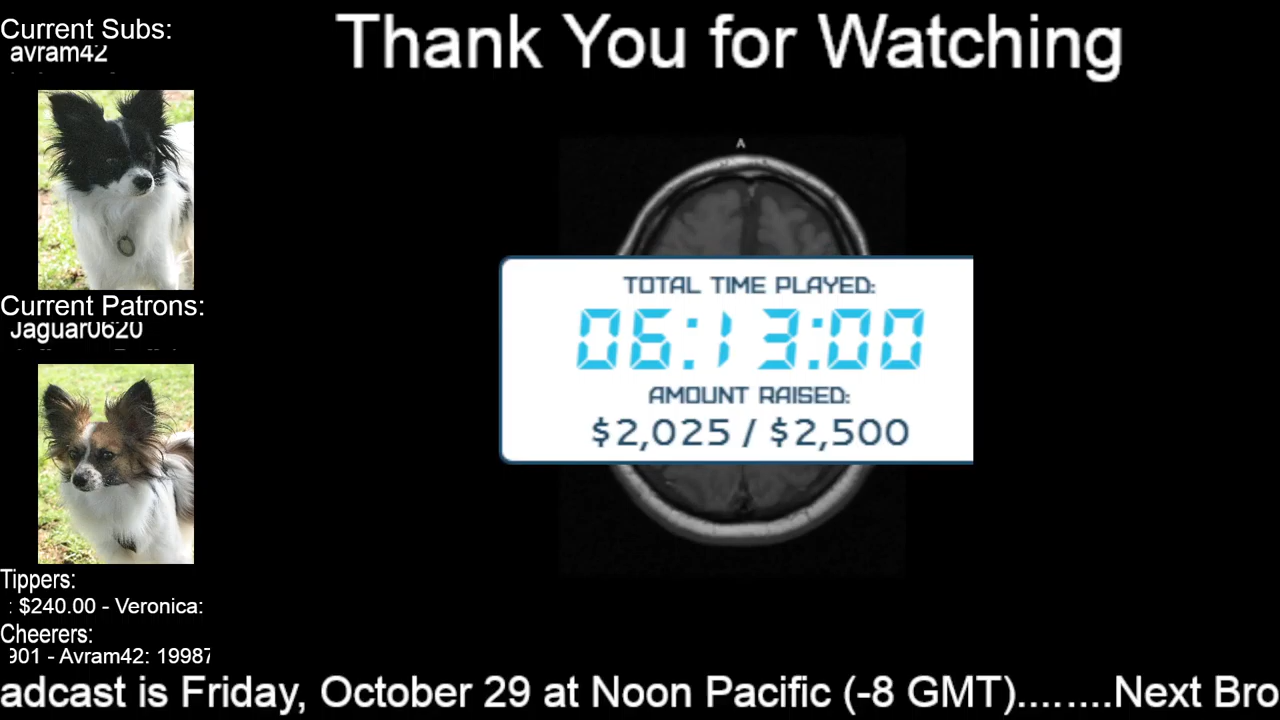 Current Subs:
avram42
Thank You for Watching
A
TOTAL TIME PLAYED:
06:13:00
AMOUNT RAISED:
$2,025 / $2,500
Current Patrons:
Jaguar0620
Tippers:
: $240.00 - Veronica:
Cheerers:
901 - Avram42: 19987
adcast is Friday, October 29 at Noon Pacific (-8 GMT)........Next Bro